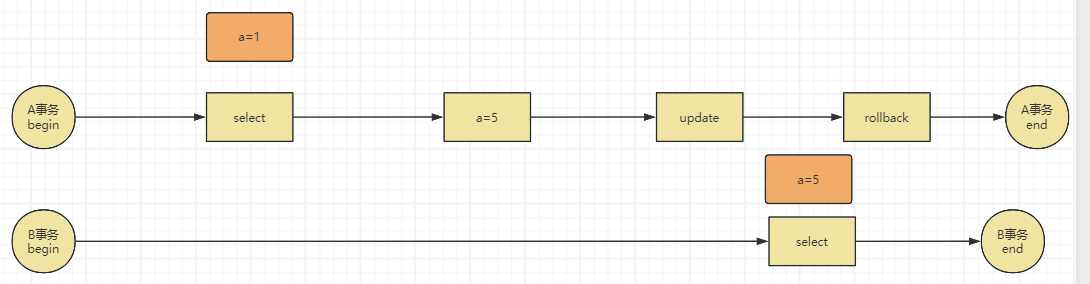 a=1
A事务
begin
select
a=5
update
rollback
A事务
end
a=5
B事务
begin
select
B事务
end